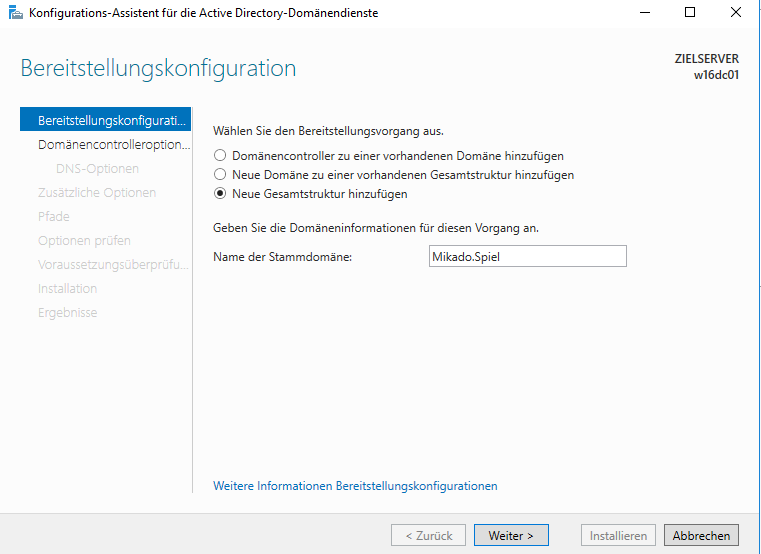 Konfigurations-Assistent für die Active Directory-Domänendienste
Bereitstellungskonfiguration
ZIELSERVER
w16dc01
Bereitstellungskonfigurati...
Domänencontrolleroption...
DNS-Optionen
Zusätzliche Optionen
Pfade
Optionen prüfen
Voraussetzungsüberprüfu...
Installation
Ergebnisse
Wählen Sie den Bereitstellungsvorgang aus.
Domänencontroller zu einer vorhandenen Domäne hinzufügen
Neue Domäne zu einer vorhandenen Gesamtstruktur hinzufügen
Neue Gesamtstruktur hinzufügen
Geben Sie die Domäneninformationen für diesen Vorgang an.
Name der Stammdomäne: Mikado.Spiel
Weitere Informationen Bereitstellungskonfigurationen
< Zurück Weiter > Installieren Abbrechen